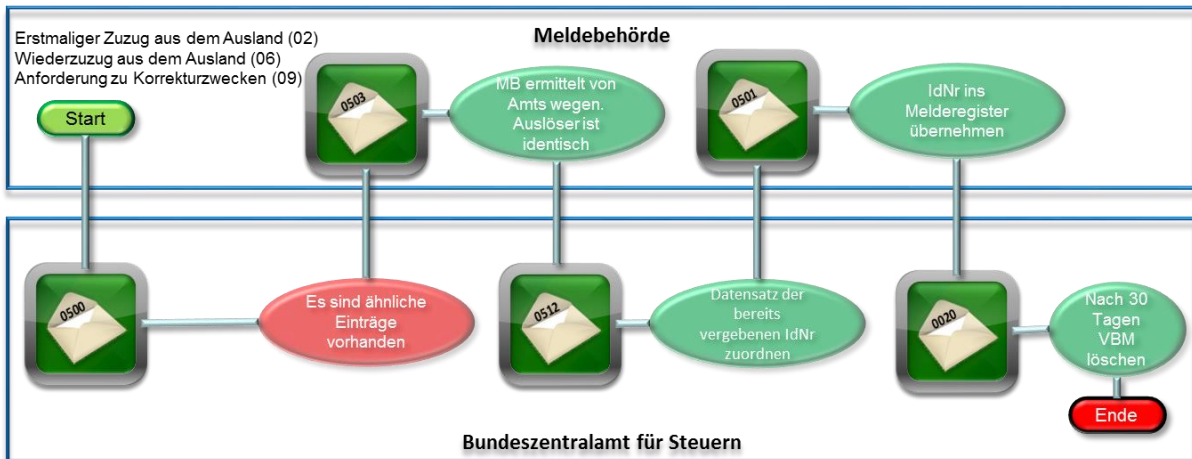 Meldebehörde
Erstmaliger Zuzug aus dem Ausland (02)
Wiederzuzug aus dem Ausland (06)
Anforderung zu Korrekturzwecken (09)
Start
0503
MB ermittelt von
Amts wegen.
Auslöser ist
identisch
0501
IdNr ins
Melderegister
übernehmen
0500
Es sind ähnliche
Einträge
vorhanden
0512
Datensatz der
bereits
vergebenen IdNr
zuordnen
0020
Nach 30
Tagen
VBM
löschen
Ende
Bundeszentralamt für Steuern